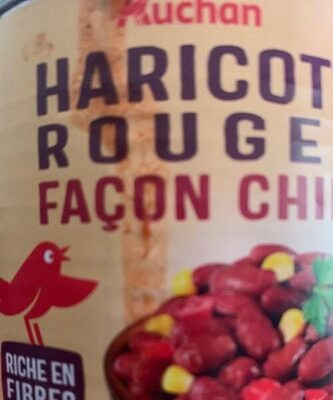 Auchan
HARICOT
ROUGE
FAÇON CHI
RICHE EN
FIBRES